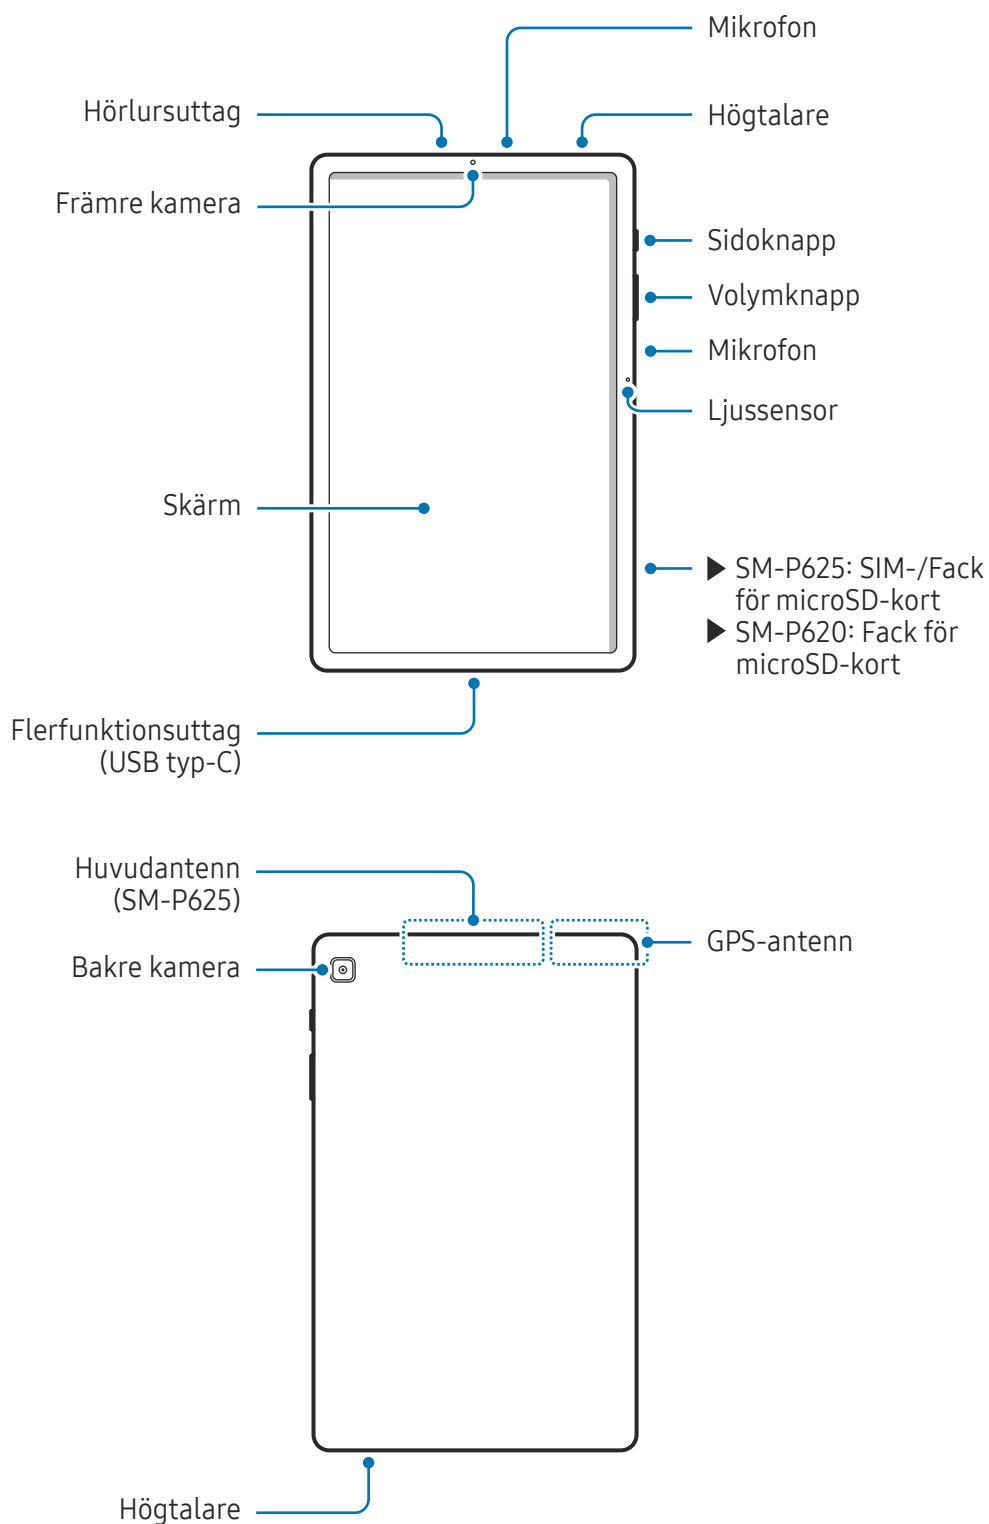 Mikrofon
Hörlursuttag
Högtalare
Främre kamera
Sidoknapp
Volymknapp
Mikrofon
Ljussensor
Skärm
▶ SM-P625: SIM-/Fack
för microSD-kort
▶ SM-P620: Fack för
microSD-kort
Flerfunktionsuttag
(USB typ-C)
Huvudantenn
(SM-P625)
GPS-antenn
Bakre kamera
Högtalare